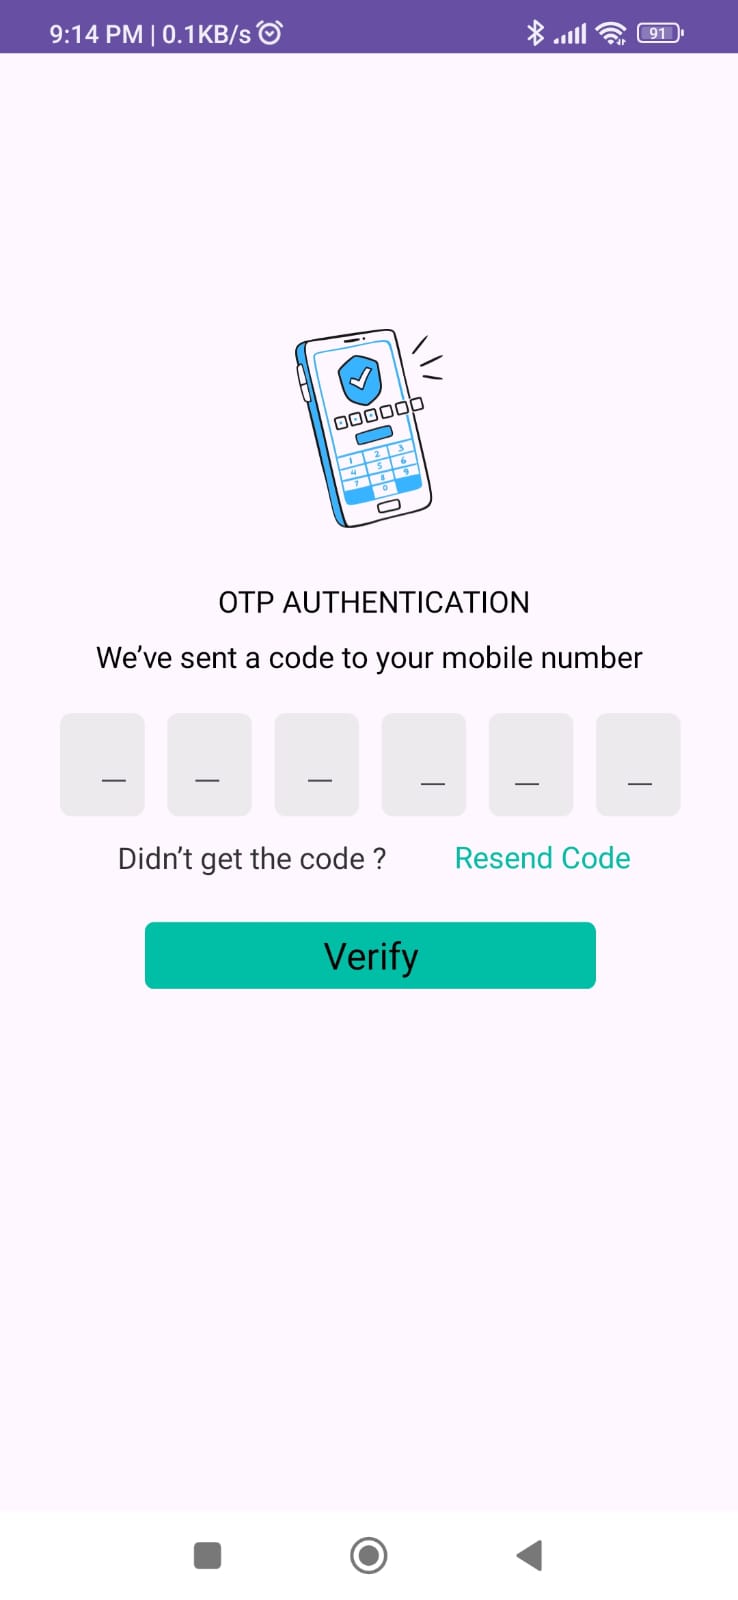 9:14 PM | 0.1KB/s
91
1 2 3
4 5 6
7 8 9
0
OTP AUTHENTICATION
We’ve sent a code to your mobile number
Didn’t get the code ? Resend Code
Verify